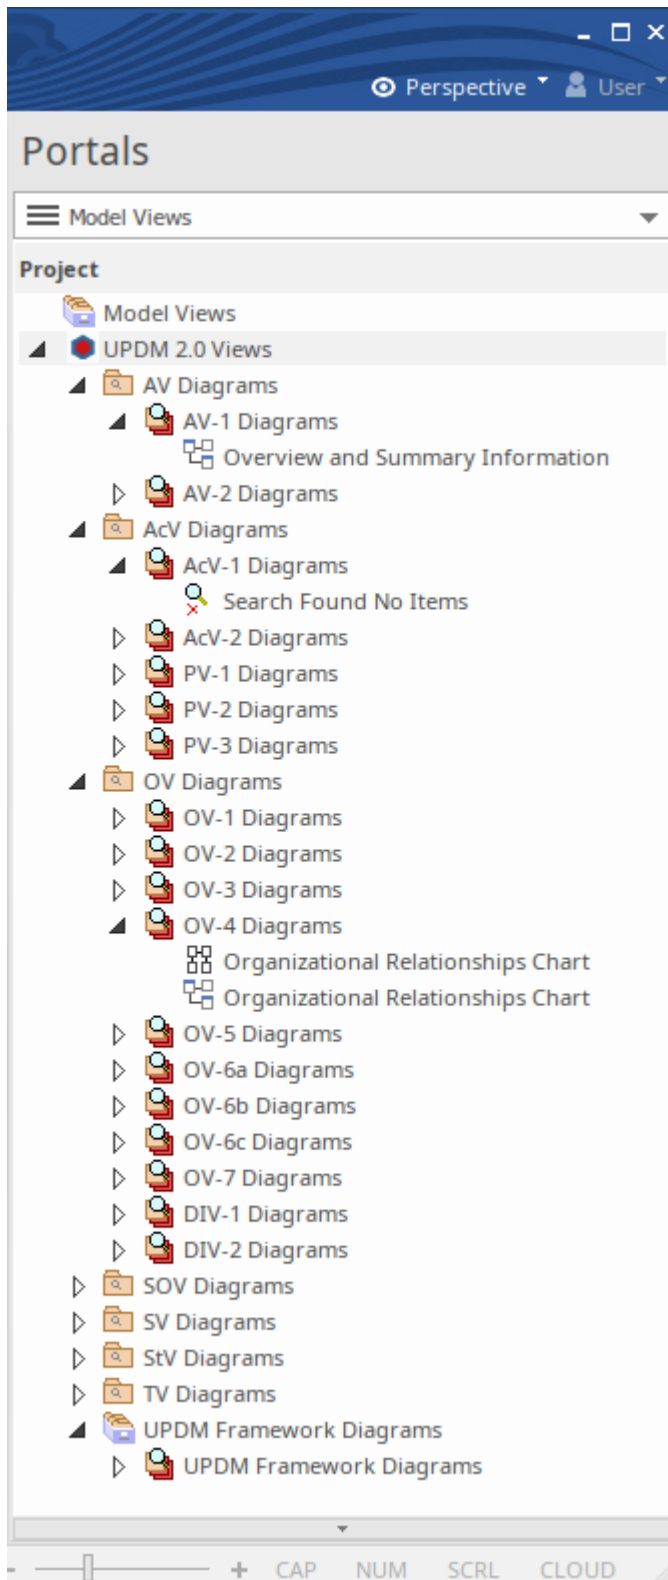 Perspective User
Portals
Model Views
Project
Model Views
UPDM 2.0 Views
AV Diagrams
AV-1 Diagrams
Overview and Summary Information
AV-2 Diagrams
AcV Diagrams
AcV-1 Diagrams
Search Found No Items
AcV-2 Diagrams
PV-1 Diagrams
PV-2 Diagrams
PV-3 Diagrams
OV Diagrams
OV-1 Diagrams
OV-2 Diagrams
OV-3 Diagrams
OV-4 Diagrams
Organizational Relationships Chart
Organizational Relationships Chart
OV-5 Diagrams
OV-6a Diagrams
OV-6b Diagrams
OV-6c Diagrams
OV-7 Diagrams
DIV-1 Diagrams
DIV-2 Diagrams
SOV Diagrams
SV Diagrams
StV Diagrams
TV Diagrams
UPDM Framework Diagrams
UPDM Framework Diagrams
CAP NUM SCRL CLOUD